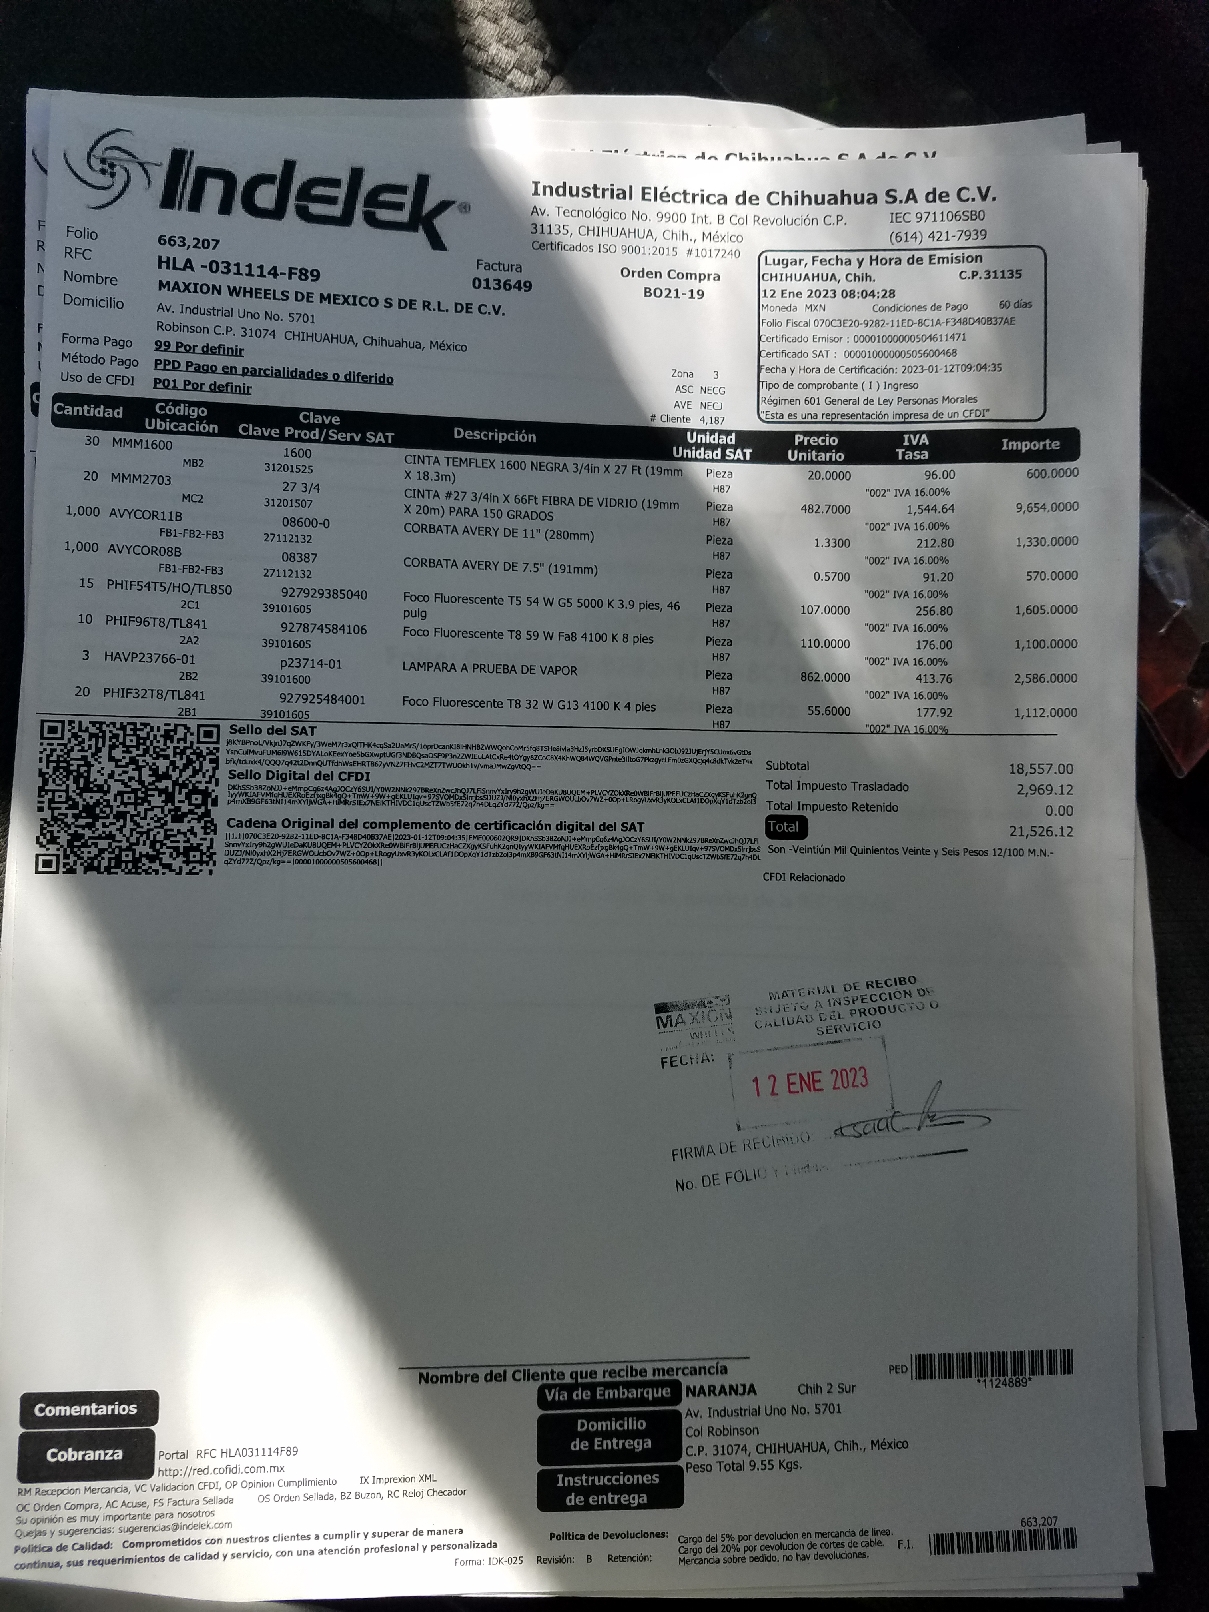 Indelek®
Industrial Eléctrica de Chihuahua S.A de C.V.
Av. Tecnológico No. 9900 Int. B Col Revolución C.P. IEC 971106SB0
31135, CHIHUAHUA, Chih., México (614) 421-7939
Certificados ISO 9001:2015 #1017240
Folio 663,207
RFC HLA -031114-F89
Nombre MAXION WHEELS DE MEXICO S DE R.L. DE C.V.
Domicilio Av. Industrial Uno No. 5701
Robinson C.P. 31074 CHIHUAHUA, Chihuahua, México
Factura
013649
Orden Compra
BO21-19
Forma Pago 99 Por definir
Método Pago PPD Pago en parcialidades o diferido
Uso de CFDI P01 Por definir
Zona 3
ASC NECG
AVE NECJ
# Cliente 4,187
Lugar, Fecha y Hora de Emision
CHIHUAHUA, Chih. C.P.31135
12 Ene 2023 08:04:28
Moneda MXN Condiciones de Pago 60 días
Folio Fiscal 070C3E20-9282-11ED-8C1A-F348D40B37AE
Certificado Emisor : 00001000000504611471
Certificado SAT : 00001000000505600468
Fecha y Hora de Certificación: 2023-01-12T09:04:35
Tipo de comprobante ( I ) Ingreso
Régimen 601 General de Ley Personas Morales
"Esta es una representación impresa de un CFDI"
Cantidad Código Clave Descripción Unidad Precio IVA Importe
Ubicación Clave Prod/Serv SAT Unidad SAT Unitario Tasa
30 MMM1600 1600 CINTA TEMFLEX 1600 NEGRA 3/4in X 27 Ft (19mm Pieza 20.0000 96.00 600.0000
MB2 31201525 X 18.3m) H87 "002" IVA 16.00%
20 MMM2703 27 3/4 CINTA #27 3/4in X 66Ft FIBRA DE VIDRIO (19mm Pieza 482.7000 1,544.64 9,654.0000
MC2 31201507 X 20m) PARA 150 GRADOS H87 "002" IVA 16.00%
1,000 AVYCOR11B 08600-0 CORBATA AVERY DE 11" (280mm) Pieza 1.3300 212.80 1,330.0000
FB1-FB2-FB3 27112132 H87 "002" IVA 16.00%
1,000 AVYCOR08B 08387 CORBATA AVERY DE 7.5" (191mm) Pieza 0.5700 91.20 570.0000
FB1-FB2-FB3 27112132 H87 "002" IVA 16.00%
15 PHIF54T5/HO/TL850 927929385040 Foco Fluorescente T5 54 W G5 5000 K 3.9 pies, 46 Pieza 107.0000 256.80 1,605.0000
2C1 39101605 pulg H87 "002" IVA 16.00%
10 PHIF96T8/TL841 927874584106 Foco Fluorescente T8 59 W Fa8 4100 K 8 pies Pieza 110.0000 176.00 1,100.0000
2A2 39101605 H87 "002" IVA 16.00%
3 HAVP23766-01 p23714-01 LAMPARA A PRUEBA DE VAPOR Pieza 862.0000 413.76 2,586.0000
2B2 39101600 H87 "002" IVA 16.00%
20 PHIF32T8/TL841 927925484001 Foco Fluorescente T8 32 W G13 4100 K 4 pies Pieza 55.6000 177.92 1,112.0000
2B1 39101605 H87 "002" IVA 16.00%
Sello del SAT
Sello Digital del CFDI
Cadena Original del complemento de certificación digital del SAT
Subtotal 18,557.00
Total Impuesto Trasladado 2,969.12
Total Impuesto Retenido 0.00
Total 21,526.12
Son -Veintiún Mil Quinientos Veinte y Seis Pesos 12/100 M.N.-
CFDI Relacionado
MAXION
WHEELS
MATERIAL DE RECIBO
SUJETO A INSPECCION DE
CALIDAD DEL PRODUCTO O
SERVICIO
FECHA:
12 ENE 2023
FIRMA DE RECIBIDO Isaac
No. DE FOLIO Y
Nombre del Cliente que recibe mercancía
PED *1124889*
Vía de Embarque NARANJA Chih 2 Sur
Domicilio de Entrega Av. Industrial Uno No. 5701
Col Robinson
C.P. 31074, CHIHUAHUA, Chih., México
Peso Total 9.55 Kgs.
Instrucciones de entrega
Comentarios
Cobranza Portal RFC HLA031114F89
http://red.cofidi.com.mx
RM Recepcion Mercancia, VC Validacion CFDI, OP Opinion Cumplimiento IX Imprexion XML
OC Orden Compra, AC Acuse, FS Factura Sellada OS Orden Sellada, BZ Buzon, RC Reloj Checador
Su opinión es muy importante para nosotros
Quejas y sugerencias: sugerencias@indelek.com
Politica de Calidad: Comprometidos con nuestros clientes a cumplir y superar de manera
continua, sus requerimientos de calidad y servicio, con una atención profesional y personalizada
Forma: IDK-025 Revisión: B Retención:
Politica de Devoluciones: Cargo del 5% por devolucion en mercancia de linea.
Cargo del 20% por devolucion de cortes de cable.
Mercancia sobre pedido, no hay devoluciones.
F.I. 663,207